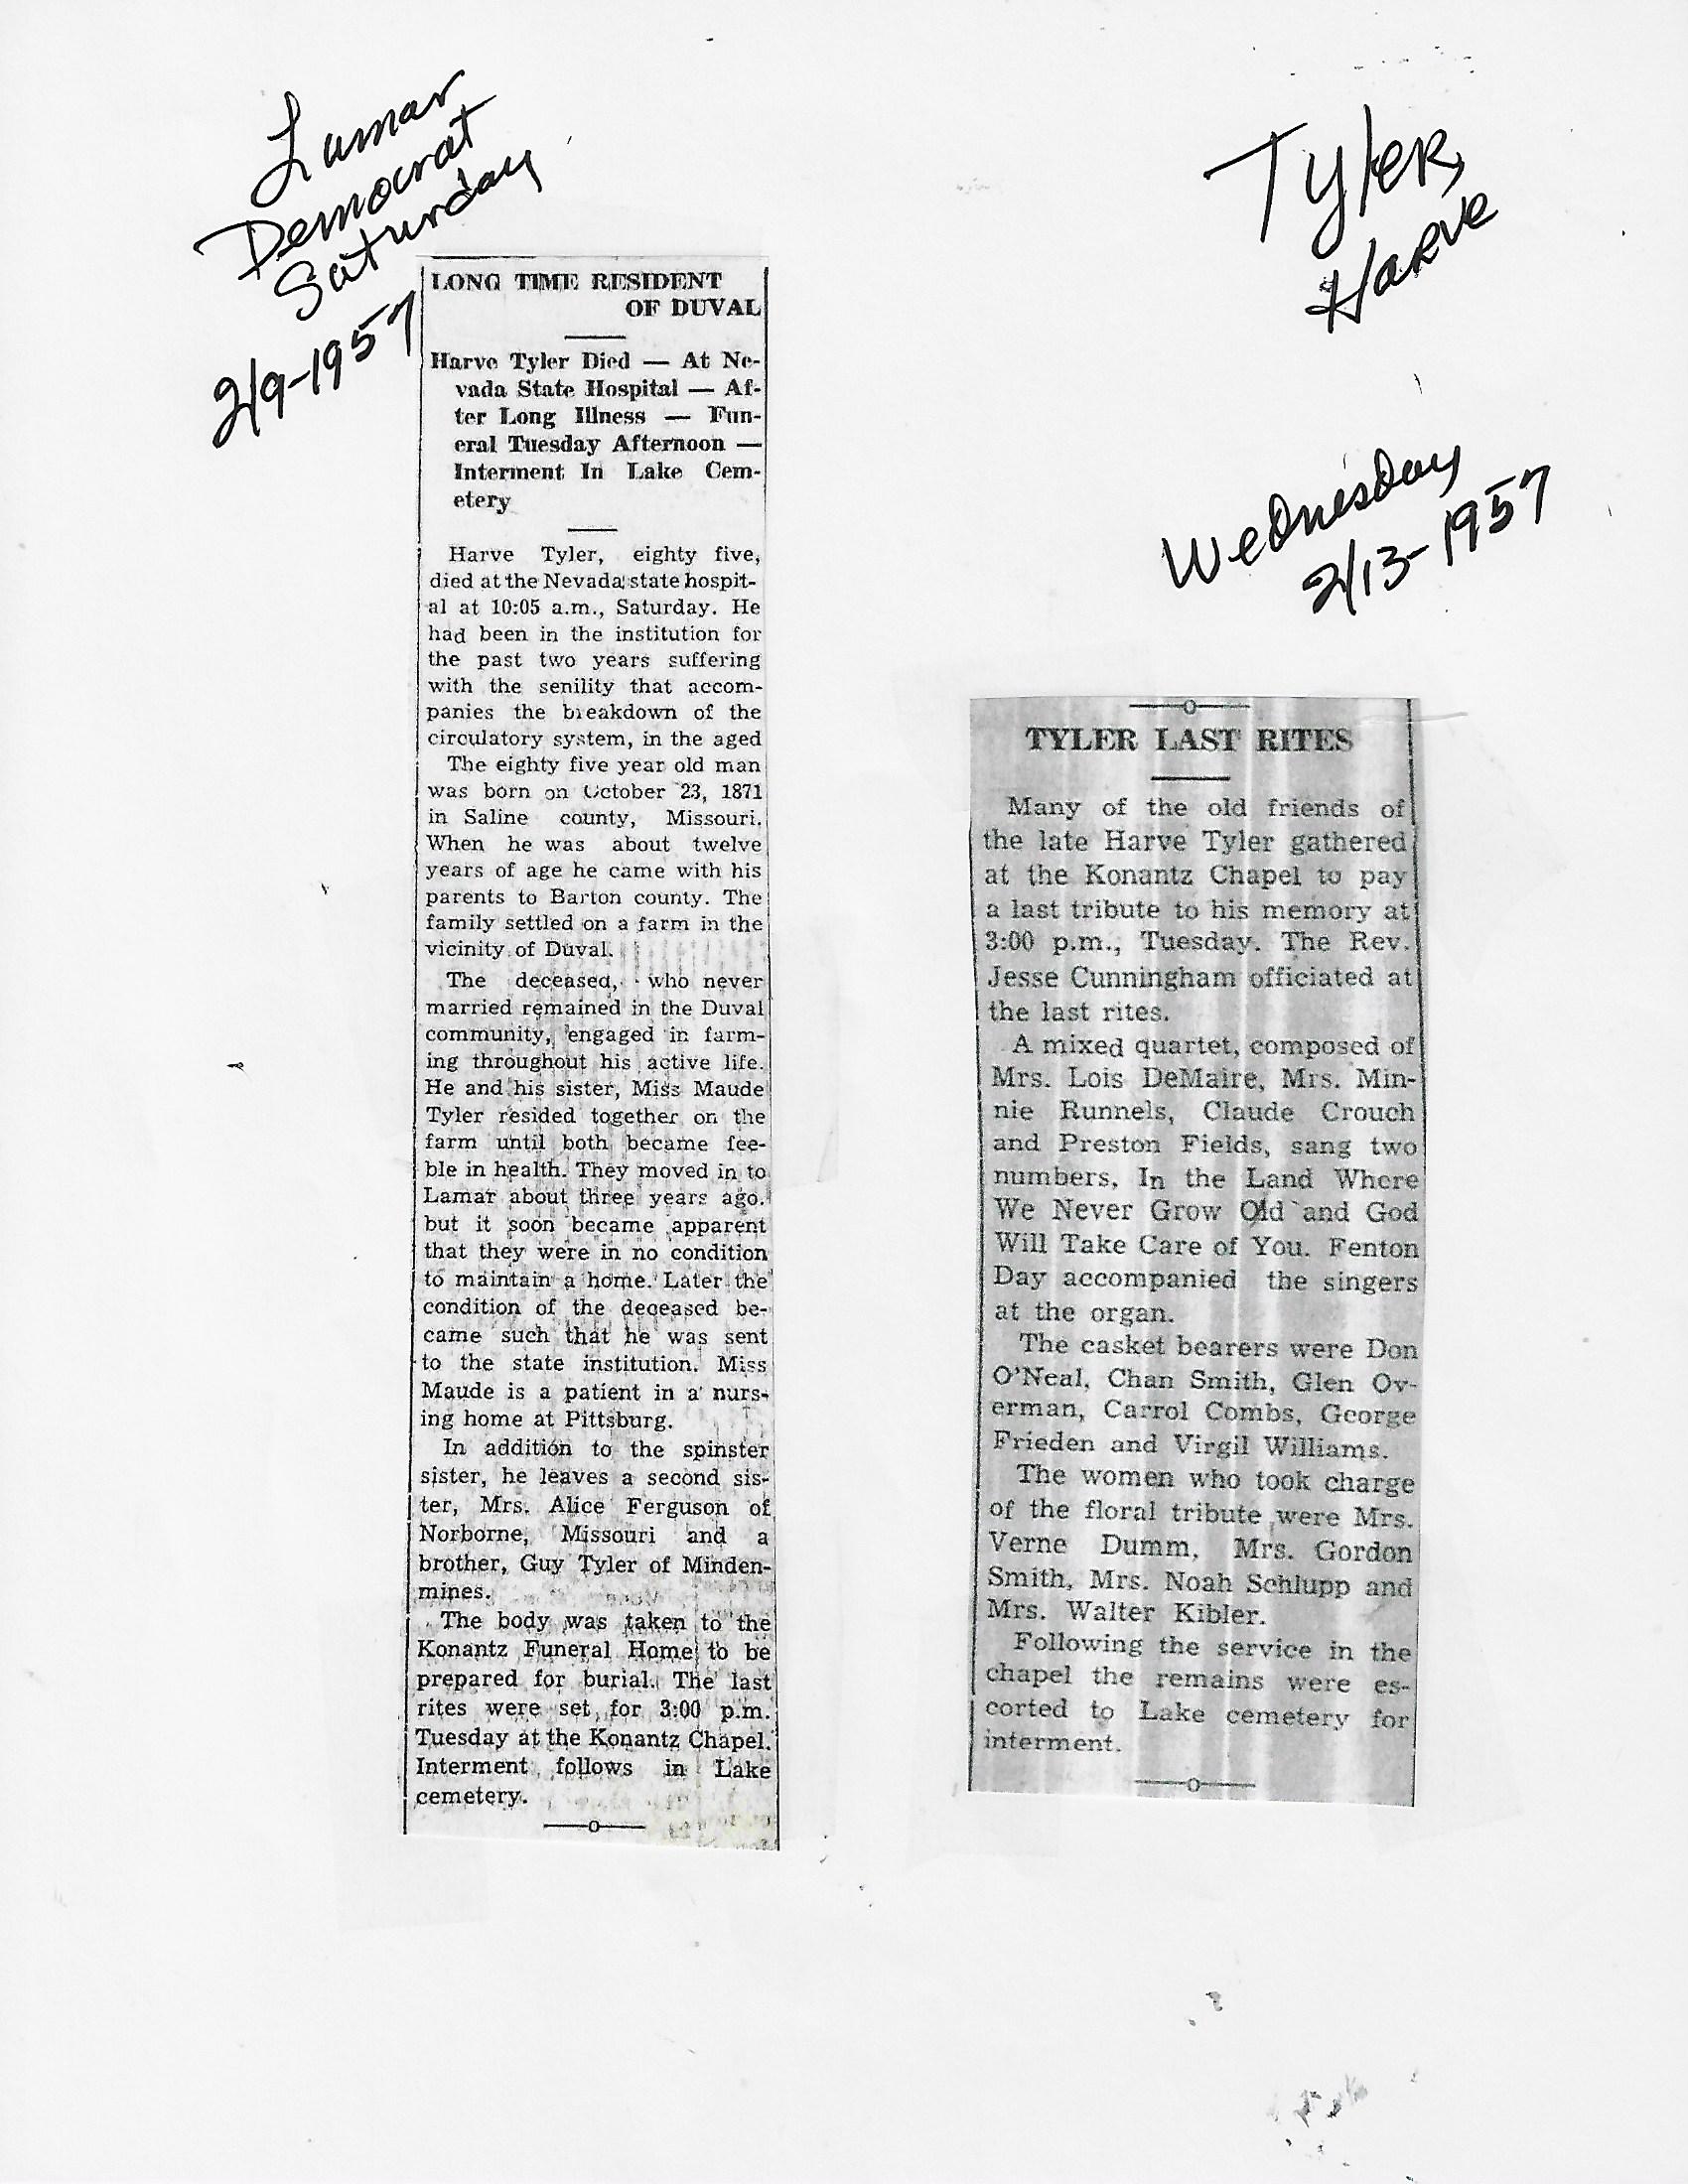 Lamar
Democrat
Saturday
2/9-1957
LONG TIME RESIDENT
OF DUVAL
Harve Tyler Died — At Ne-
vada State Hospital — Af-
ter Long Illness — Fun-
eral Tuesday Afternoon —
Interment In Lake Cem-
etery
Harve Tyler, eighty five,
died at the Nevada state hospit-
al at 10:05 a.m., Saturday. He
had been in the institution for
the past two years suffering
with the senility that accom-
panies the breakdown of the
circulatory system, in the aged
The eighty five year old man
was born on October 23, 1871
in Saline county, Missouri.
When he was about twelve
years of age he came with his
parents to Barton county. The
family settled on a farm in the
vicinity of Duval.
The deceased, who never
married remained in the Duval
community, engaged in farm-
ing throughout his active life.
He and his sister, Miss Maude
Tyler resided together on the
farm until both became fee-
ble in health. They moved in to
Lamar about three years ago.
but it soon became apparent
that they were in no condition
to maintain a home. Later the
condition of the deceased be-
came such that he was sent
to the state institution. Miss
Maude is a patient in a nurs-
ing home at Pittsburg.
In addition to the spinster
sister, he leaves a second sis-
ter, Mrs. Alice Ferguson of
Norborne, Missouri and a
brother, Guy Tyler of Minden-
mines.
The body was taken to the
Konantz Funeral Home to be
prepared for burial. The last
rites were set for 3:00 p.m.
Tuesday at the Konantz Chapel.
Interment follows in Lake
cemetery.
Tyler,
Harve
Wednesday
2/13-1957
TYLER LAST RITES
Many of the old friends of
the late Harve Tyler gathered
at the Konantz Chapel to pay
a last tribute to his memory at
3:00 p.m., Tuesday. The Rev.
Jesse Cunningham officiated at
the last rites.
A mixed quartet, composed of
Mrs. Lois DeMaire, Mrs. Min-
nie Runnels, Claude Crouch
and Preston Fields, sang two
numbers, In the Land Where
We Never Grow Old and God
Will Take Care of You. Fenton
Day accompanied the singers
at the organ.
The casket bearers were Don
O'Neal, Chan Smith, Glen Ov-
erman, Carrol Combs, George
Frieden and Virgil Williams.
The women who took charge
of the floral tribute were Mrs.
Verne Dumm, Mrs. Gordon
Smith, Mrs. Noah Schlupp and
Mrs. Walter Kibler.
Following the service in the
chapel the remains were es-
corted to Lake cemetery for
interment.